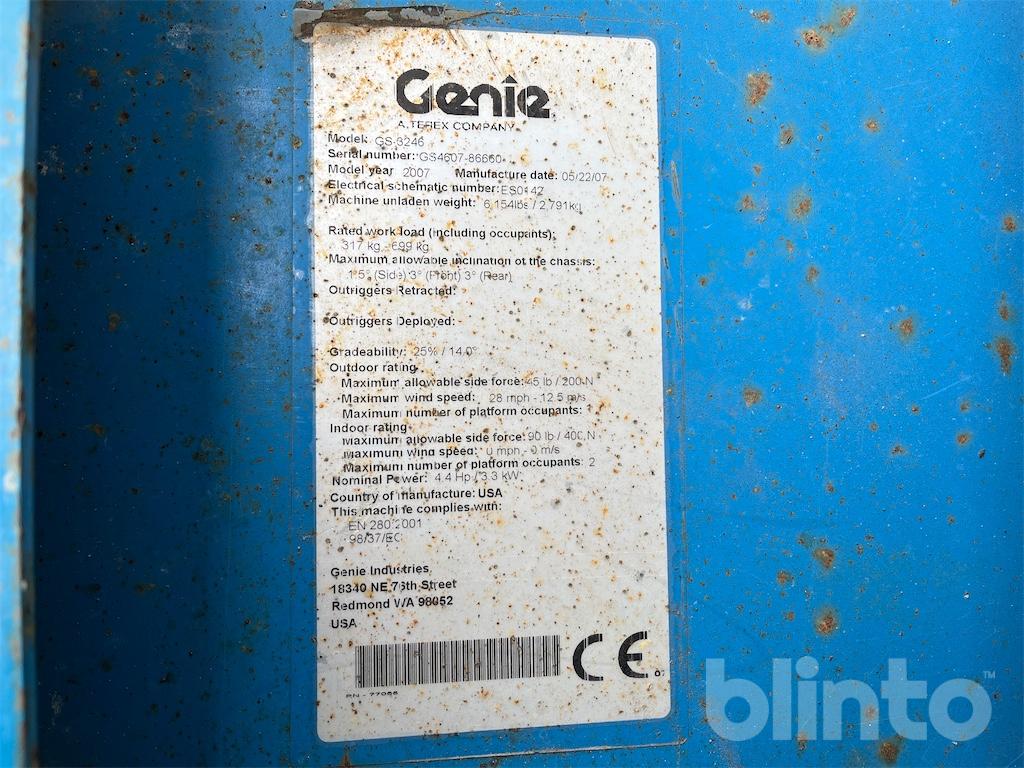 Genie
A TEREX COMPANY
Model: GS-3246
Serial number: GS4607-86660
Model year 2007 Manufacture date: 05/22/07
Electrical schematic number: ES0142
Machine unladen weight: 6,154lbs / 2,791kg
Rated work load (including occupants):
317 kg - 699 kg
Maximum allowable inclination of the chassis:
1.5° (Side) 3° (Front) 3° (Rear)
Outriggers Retracted:
Outriggers Deployed: -
Gradeability: 25% / 14.0°
Outdoor rating
Maximum allowable side force: 45 lb / 200 N
Maximum wind speed: 28 mph - 12.5 m/s
Maximum number of platform occupants: 1
Indoor rating
Maximum allowable side force: 90 lb / 400 N
Maximum wind speed: 0 mph - 0 m/s
Maximum number of platform occupants: 2
Nominal Power: 4.4 Hp / 3.3 kW
Country of manufacture: USA
This machine complies with:
EN 280:2001
98/37/EC
Genie Industries
18340 NE 76th Street
Redmond WA 98052
USA
CE 07
PN - 77066
blinto™